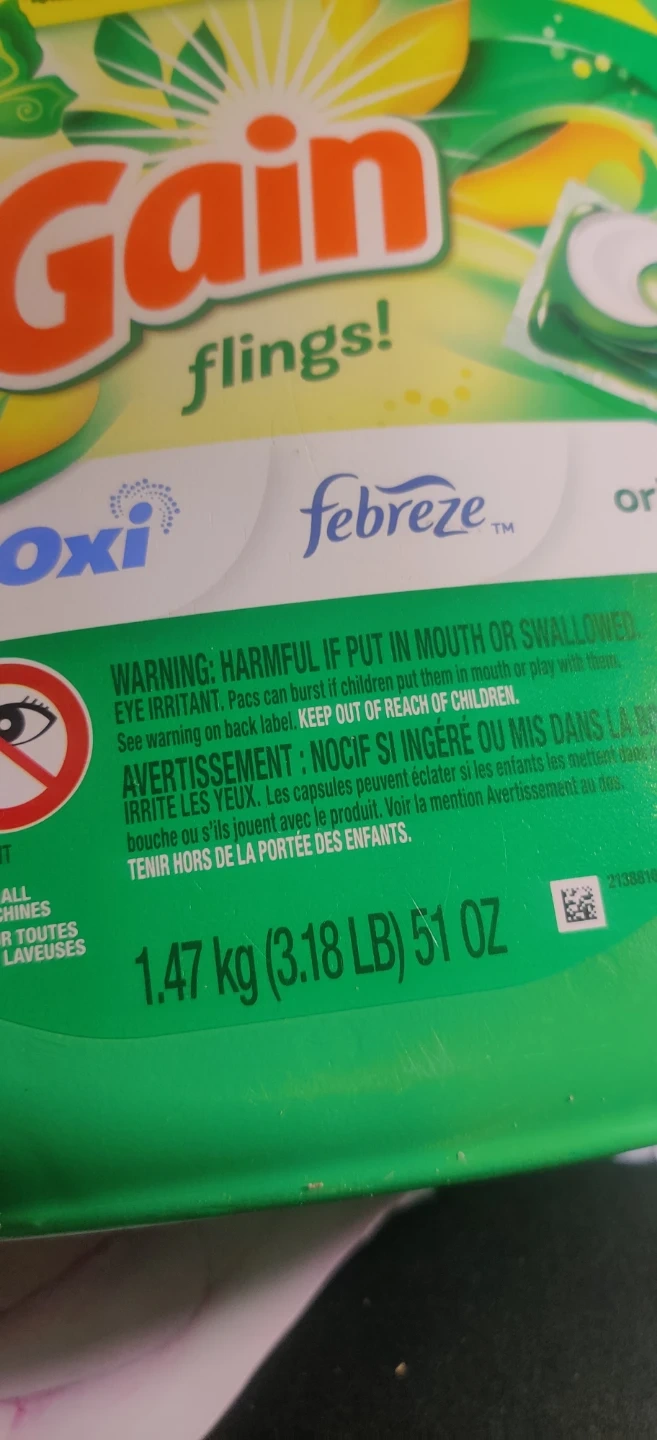 Gain
flings!
Oxi
febreze™
WARNING: HARMFUL IF PUT IN MOUTH OR SWALLOWED.
EYE IRRITANT. Pacs can burst if children put them in mouth or play with them.
See warning on back label. KEEP OUT OF REACH OF CHILDREN.
AVERTISSEMENT : NOCIF SI INGÉRÉ OU MIS DANS LA
IRRITE LES YEUX. Les capsules peuvent éclater si les enfants les mettent dans
bouche ou s'ils jouent avec le produit. Voir la mention Avertissement au dos.
TENIR HORS DE LA PORTÉE DES ENFANTS.
ALL
CHINES
R TOUTES
LAVEUSES
1.47 kg (3.18 LB) 51 OZ